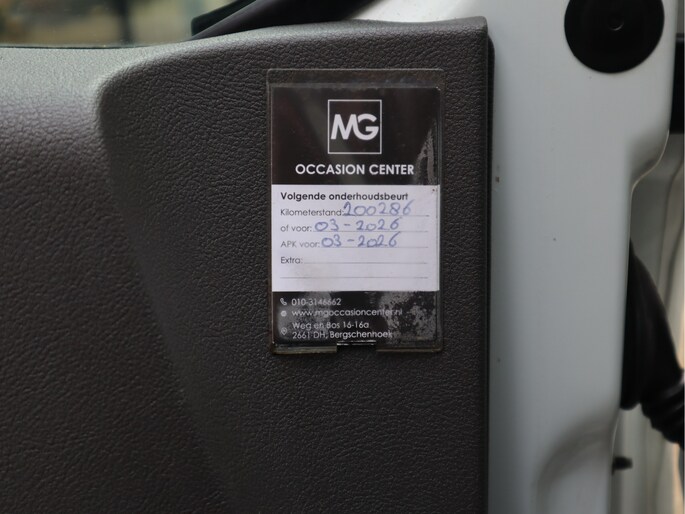 MG
OCCASION CENTER
Volgende onderhoudsbeurt
Kilometerstand: 200286
of voor: 03-2026
APK voor: 03-2026
Extra:
010-3146662
www.mgoccasioncenter.nl
Weg en Bos 16-16a
2661 DH, Bergschenhoek